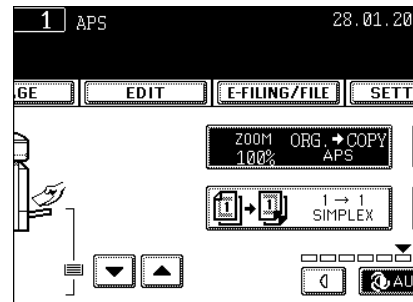 1 APS 28.01.20
GE EDIT E-FILING/FILE SETT
ZOOM ORG.→COPY
100% APS
1→1
SIMPLEX
AU